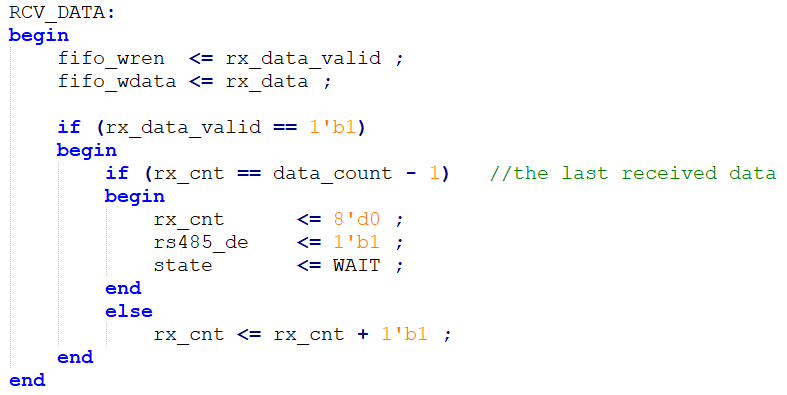 RCV_DATA:
begin
    fifo_wren  <= rx_data_valid ;
    fifo_wdata <= rx_data ;

    if (rx_data_valid == 1'b1)
    begin
        if (rx_cnt == data_count - 1)   //the last received data
        begin
            rx_cnt      <= 8'd0 ;
            rs485_de    <= 1'b1 ;
            state       <= WAIT ;
        end
        else
            rx_cnt <= rx_cnt + 1'b1 ;
    end
end